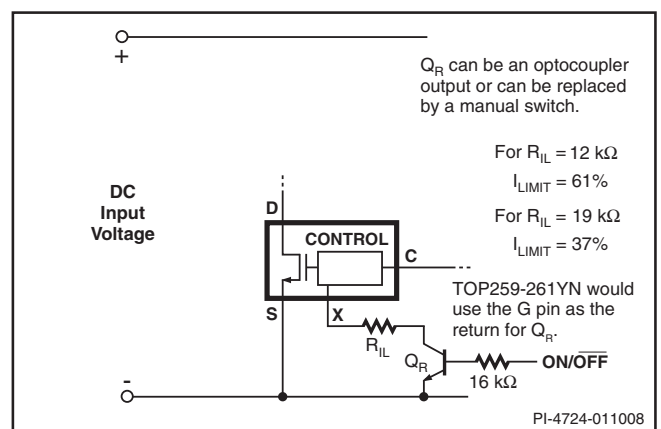 +
Q_R can be an optocoupler
output or can be replaced
by a manual switch.
For R_IL = 12 kΩ
I_LIMIT = 61%
For R_IL = 19 kΩ
I_LIMIT = 37%
DC
Input
Voltage
D
CONTROL
C
TOP259-261YN would
use the G pin as the
return for Q_R.
S
X
R_IL
Q_R
ON/O̅F̅F̅
16 kΩ
-
PI-4724-011008